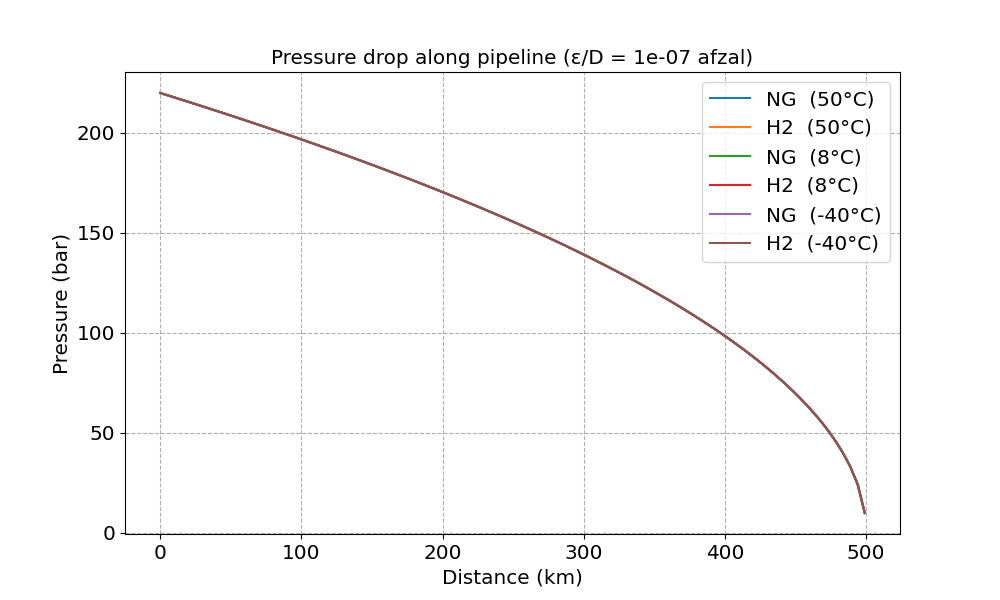 Pressure drop along pipeline (ε/D = 1e-07 afzal)
NG  (50°C)
H2  (50°C)
NG  (8°C)
H2  (8°C)
NG  (-40°C)
H2  (-40°C)
Pressure (bar)
200
150
100
50
0
0 100 200 300 400 500
Distance (km)